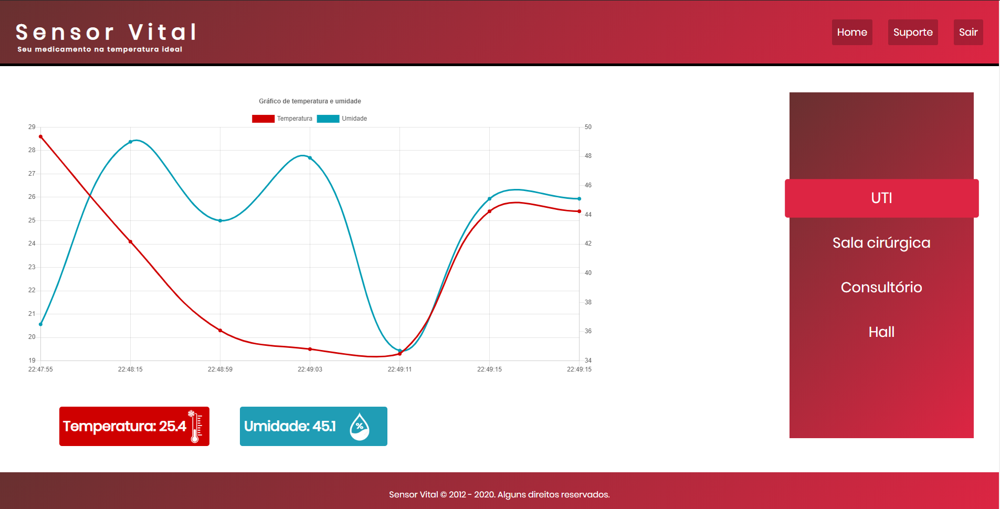 Sensor Vital
Seu medicamento na temperatura ideal
Home Suporte Sair
Gráfico de temperatura e umidade
Temperatura Umidade
29 50
28 48
27
26 46
25 44
24 42
23 40
22 38
21
20 36
19 34
22:47:55 22:48:15 22:48:59 22:49:03 22:49:11 22:49:15 22:49:15
UTI
Sala cirúrgica
Consultório
Hall
Temperatura: 25.4
Umidade: 45.1 %
Sensor Vital © 2012 - 2020. Alguns direitos reservados.